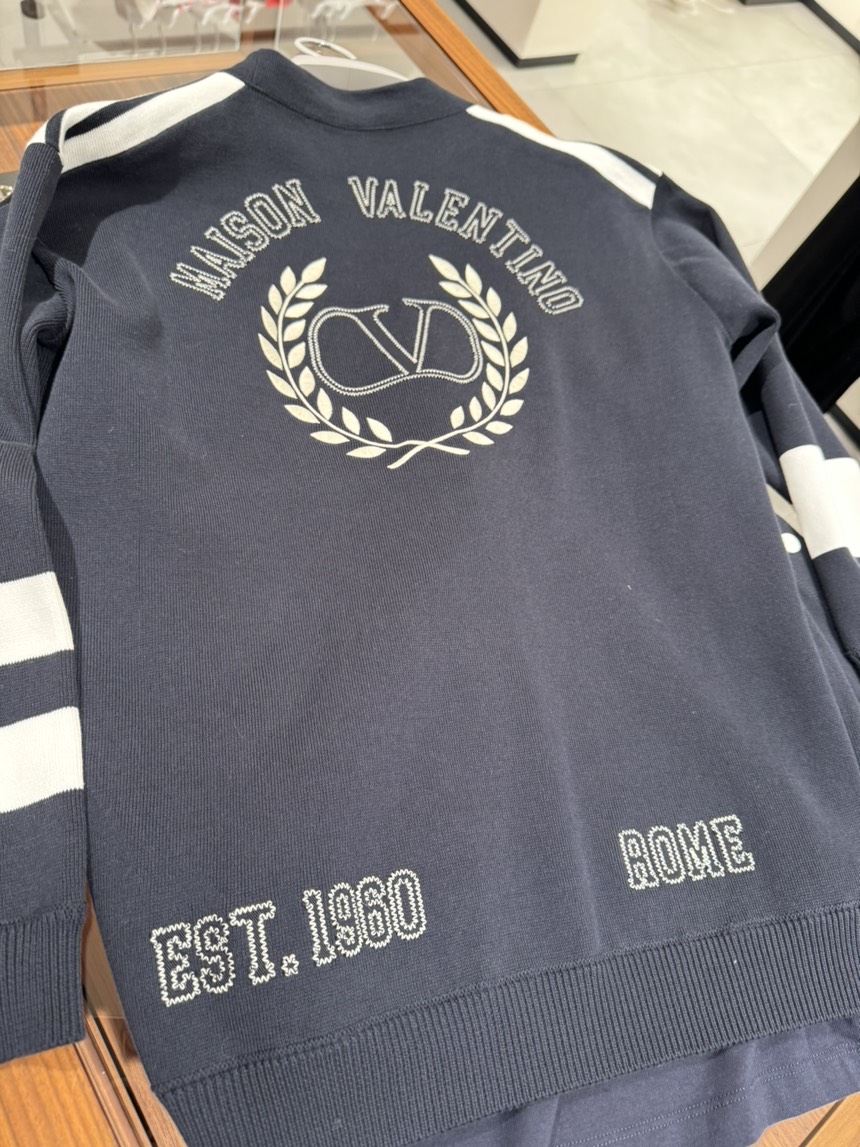 MAISON VALENTINO
V
EST. 1960
ROME